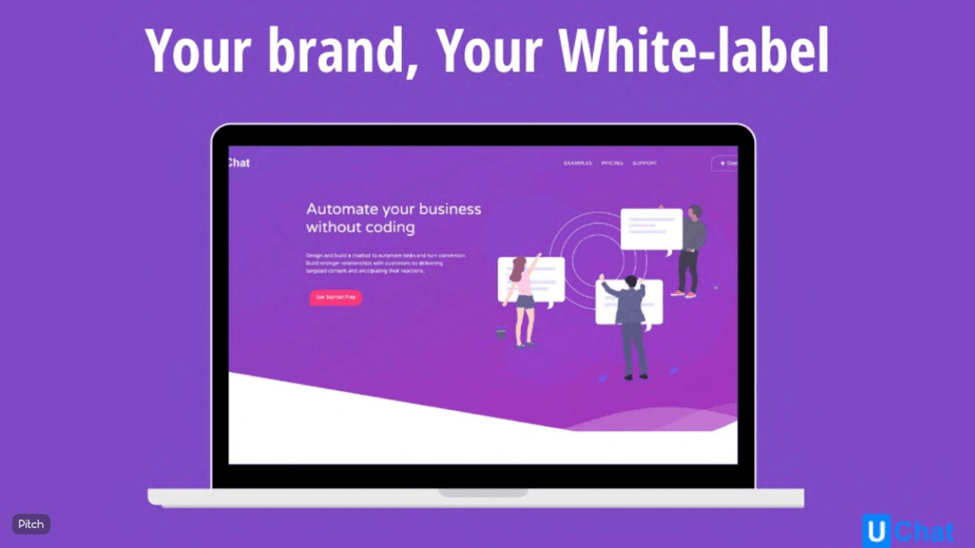 Your brand, Your White-label
Chat
EXAMPLES PRICING SUPPORT
Automate your business
without coding
Design and build a chatbot to automate tasks and turn conversion.
Build stronger relationships with customers by delivering
targeted content and anticipating their reactions.
Get Started Free
Pitch
U Chat